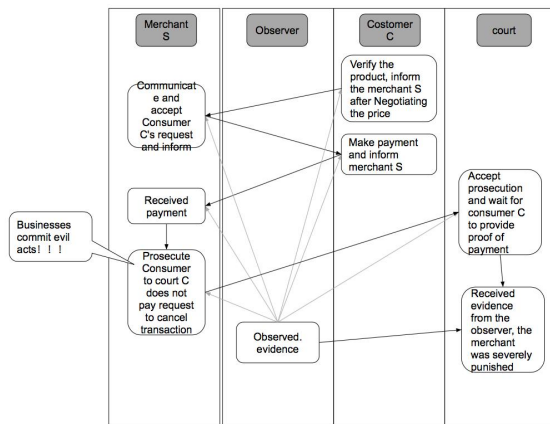 Merchant
S
Observer
Costomer
C
court
Communicat
e and
accept
Consumer
C's request
and inform
Verify the
product, inform
the merchant S
after Negotiating
the price
Make payment
and inform
merchant S
Received
payment
Accept
prosecution
and wait for
consumer C
to provide
proof of
payment
Businesses
commit evil
acts！！！
Prosecute
Consumer
to court C
does not
pay request
to cancel
transaction
Observed.
evidence
Received
evidence
from the
observer, the
merchant
was severely
punished